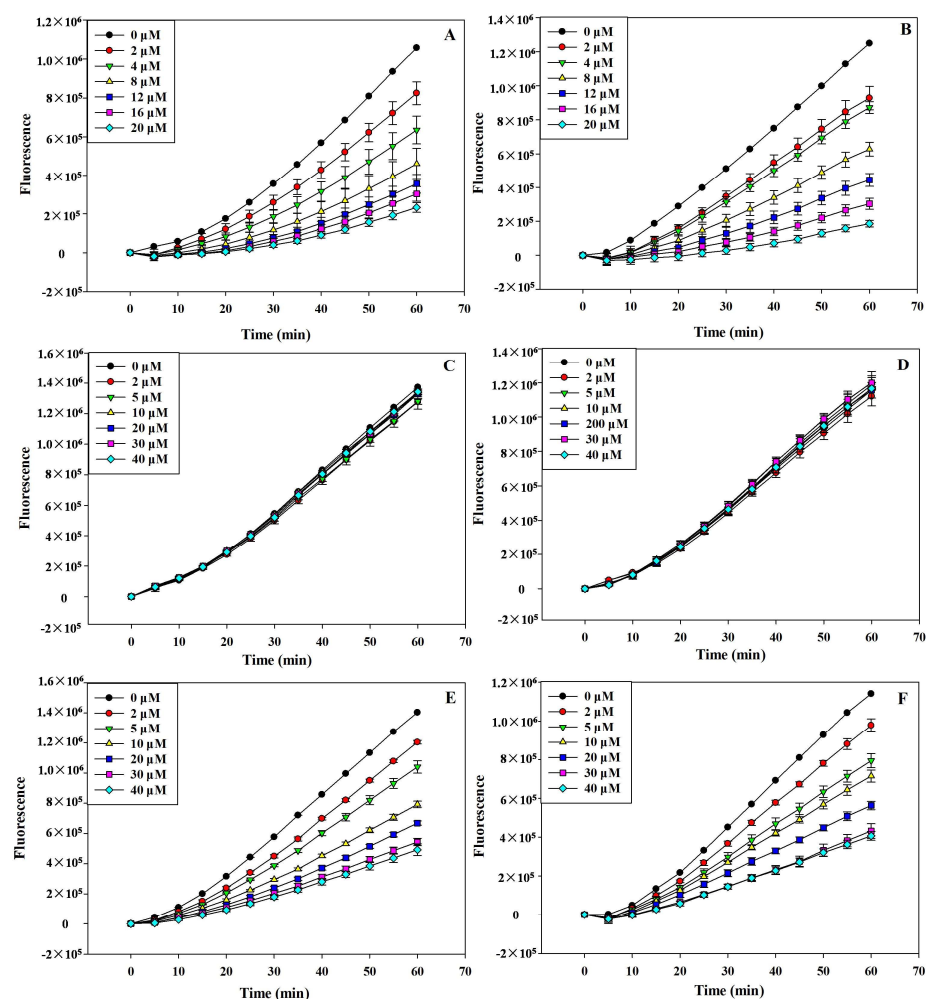 A
1.2×10⁶
1.0×10⁶
8×10⁵
6×10⁵
4×10⁵
2×10⁵
0
-2×10⁵
Fluorescence
0 µM
2 µM
4 µM
8 µM
12 µM
16 µM
20 µM
0 10 20 30 40 50 60 70
Time (min)
B
1.4×10⁶
1.2×10⁶
1.0×10⁶
8×10⁵
6×10⁵
4×10⁵
2×10⁵
0
-2×10⁵
Fluorescence
0 µM
2 µM
4 µM
8 µM
12 µM
16 µM
20 µM
0 10 20 30 40 50 60 70
Time (min)
C
1.6×10⁶
1.4×10⁶
1.2×10⁶
1.0×10⁶
8×10⁵
6×10⁵
4×10⁵
2×10⁵
0
-2×10⁵
Fluorescence
0 µM
2 µM
5 µM
10 µM
20 µM
30 µM
40 µM
0 10 20 30 40 50 60 70
Time (min)
D
1.4×10⁶
1.2×10⁶
1.0×10⁶
8×10⁵
6×10⁵
4×10⁵
2×10⁵
0
-2×10⁵
Fluorescence
0 µM
2 µM
5 µM
10 µM
200 µM
30 µM
40 µM
0 10 20 30 40 50 60 70
Time (min)
E
1.6×10⁶
1.4×10⁶
1.2×10⁶
1.0×10⁶
8×10⁵
6×10⁵
4×10⁵
2×10⁵
0
-2×10⁵
Fluorescence
0 µM
2 µM
5 µM
10 µM
20 µM
30 µM
40 µM
0 10 20 30 40 50 60 70
Time (min)
F
1.2×10⁶
1.0×10⁶
8×10⁵
6×10⁵
4×10⁵
2×10⁵
0
-2×10⁵
Fluorescence
0 µM
2 µM
5 µM
10 µM
20 µM
30 µM
40 µM
0 10 20 30 40 50 60 70
Time (min)